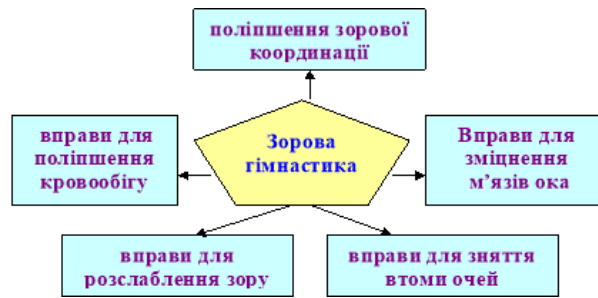 поліпшення зорової
координації
вправи для
поліпшення
кровообігу
Зорова
гімнастика
Вправи для
зміцнення
м’язів ока
вправи для
розслаблення зору
вправи для зняття
втоми очей